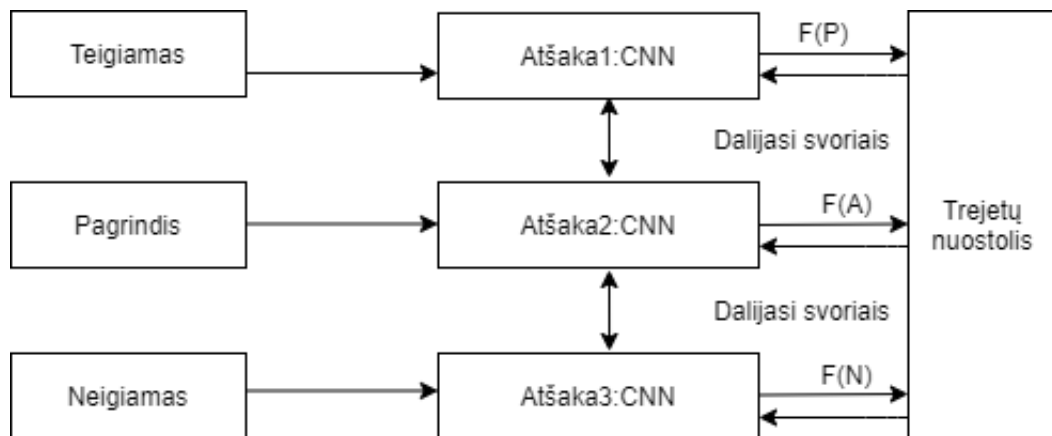 Teigiamas
Atšaka1:CNN
F(P)
Dalijasi svoriais
Pagrindis
Atšaka2:CNN
F(A)
Trejetų
nuostolis
Dalijasi svoriais
Neigiamas
Atšaka3:CNN
F(N)